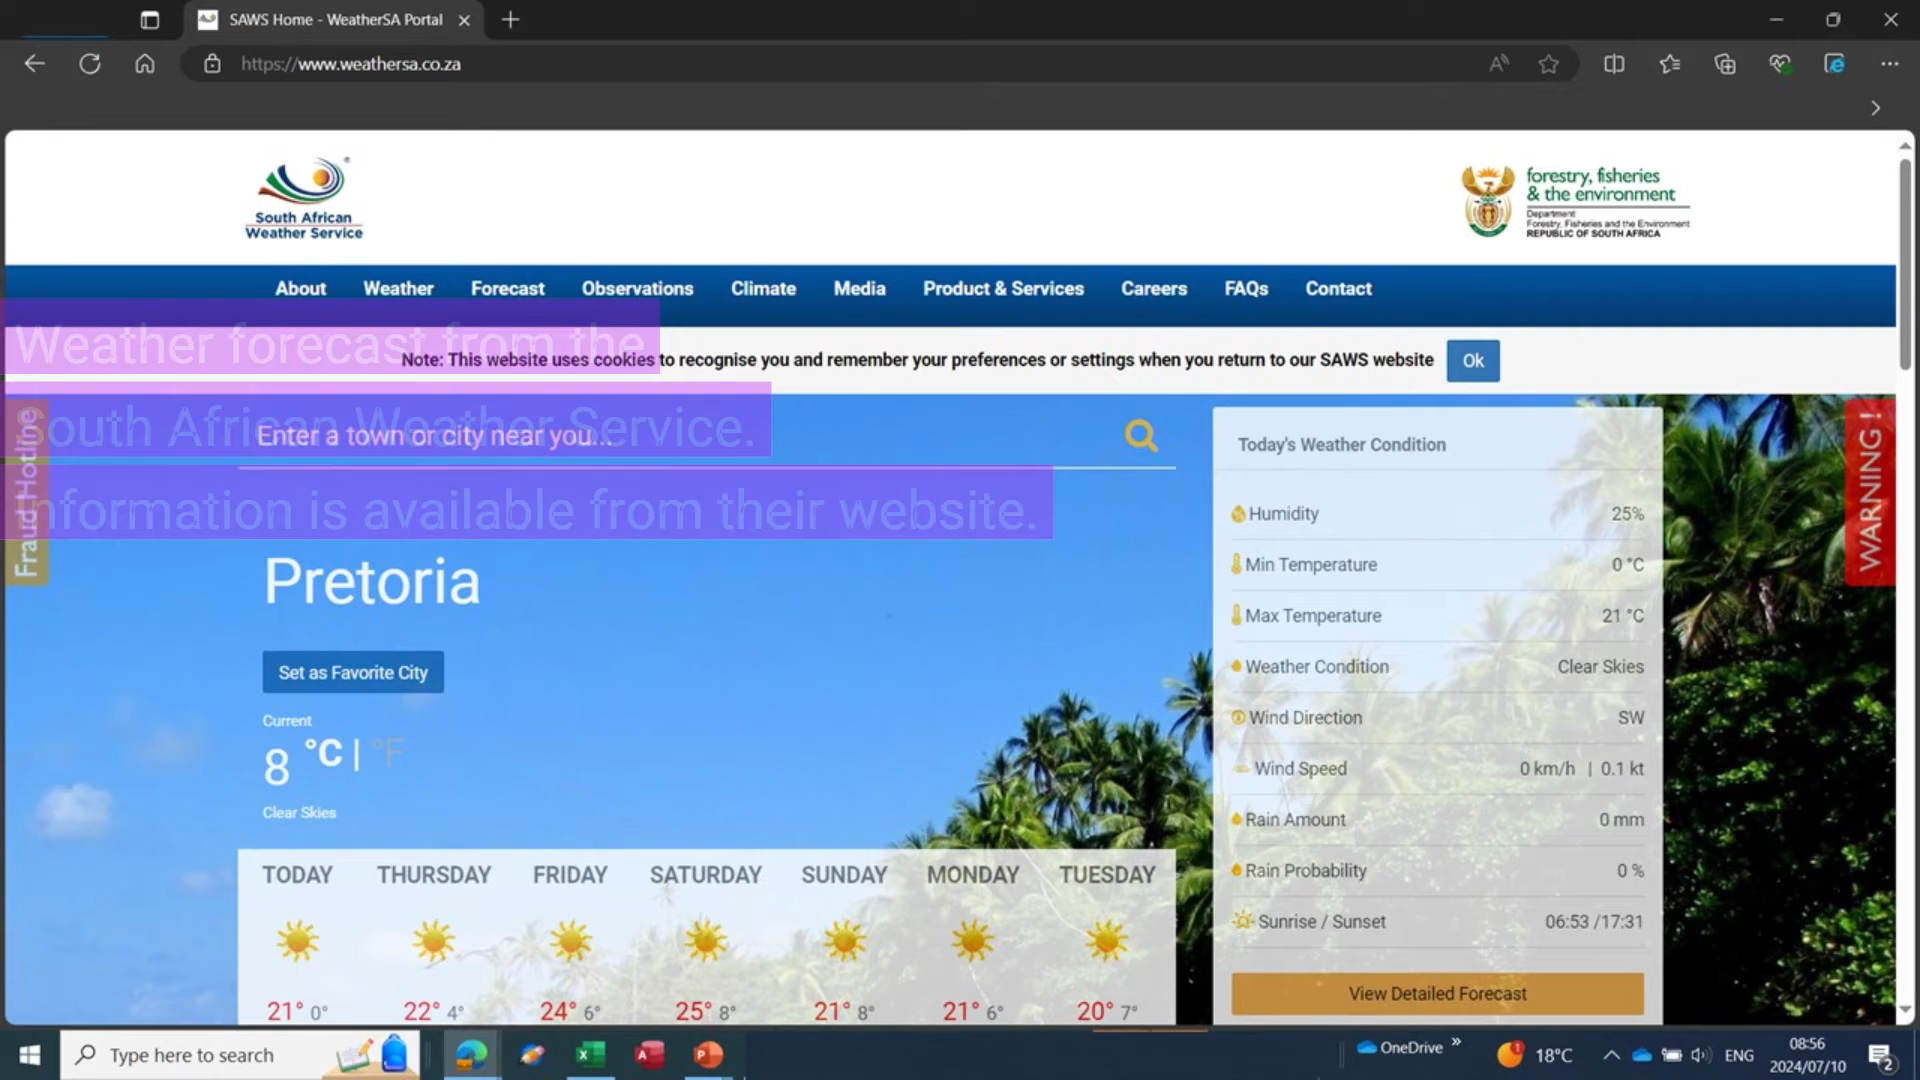 SAWS Home - WeatherSA Portal
https://www.weathersa.co.za
South African
Weather Service
forestry, fisheries
& the environment
Department:
Forestry, Fisheries and the Environment
REPUBLIC OF SOUTH AFRICA
About Weather Forecast Observations Climate Media Product & Services Careers FAQs Contact
Weather forecast from the
Note: This website uses cookies to recognise you and remember your preferences or settings when you return to our SAWS website Ok
South African Weather Service.
Enter a town or city near you...
Information is available from their website.
Fraud Hotline
WARNING!
Pretoria
Set as Favorite City
Current
8 °C | °F
Clear Skies
TODAY THURSDAY FRIDAY SATURDAY SUNDAY MONDAY TUESDAY
21° 0° 22° 4° 24° 6° 25° 8° 21° 8° 21° 6° 20° 7°
Today's Weather Condition
Humidity 25%
Min Temperature 0 °C
Max Temperature 21 °C
Weather Condition Clear Skies
Wind Direction SW
Wind Speed 0 km/h | 0.1 kt
Rain Amount 0 mm
Rain Probability 0 %
Sunrise / Sunset 06:53 /17:31
View Detailed Forecast
Type here to search
OneDrive
18°C
ENG
08:56
2024/07/10
2